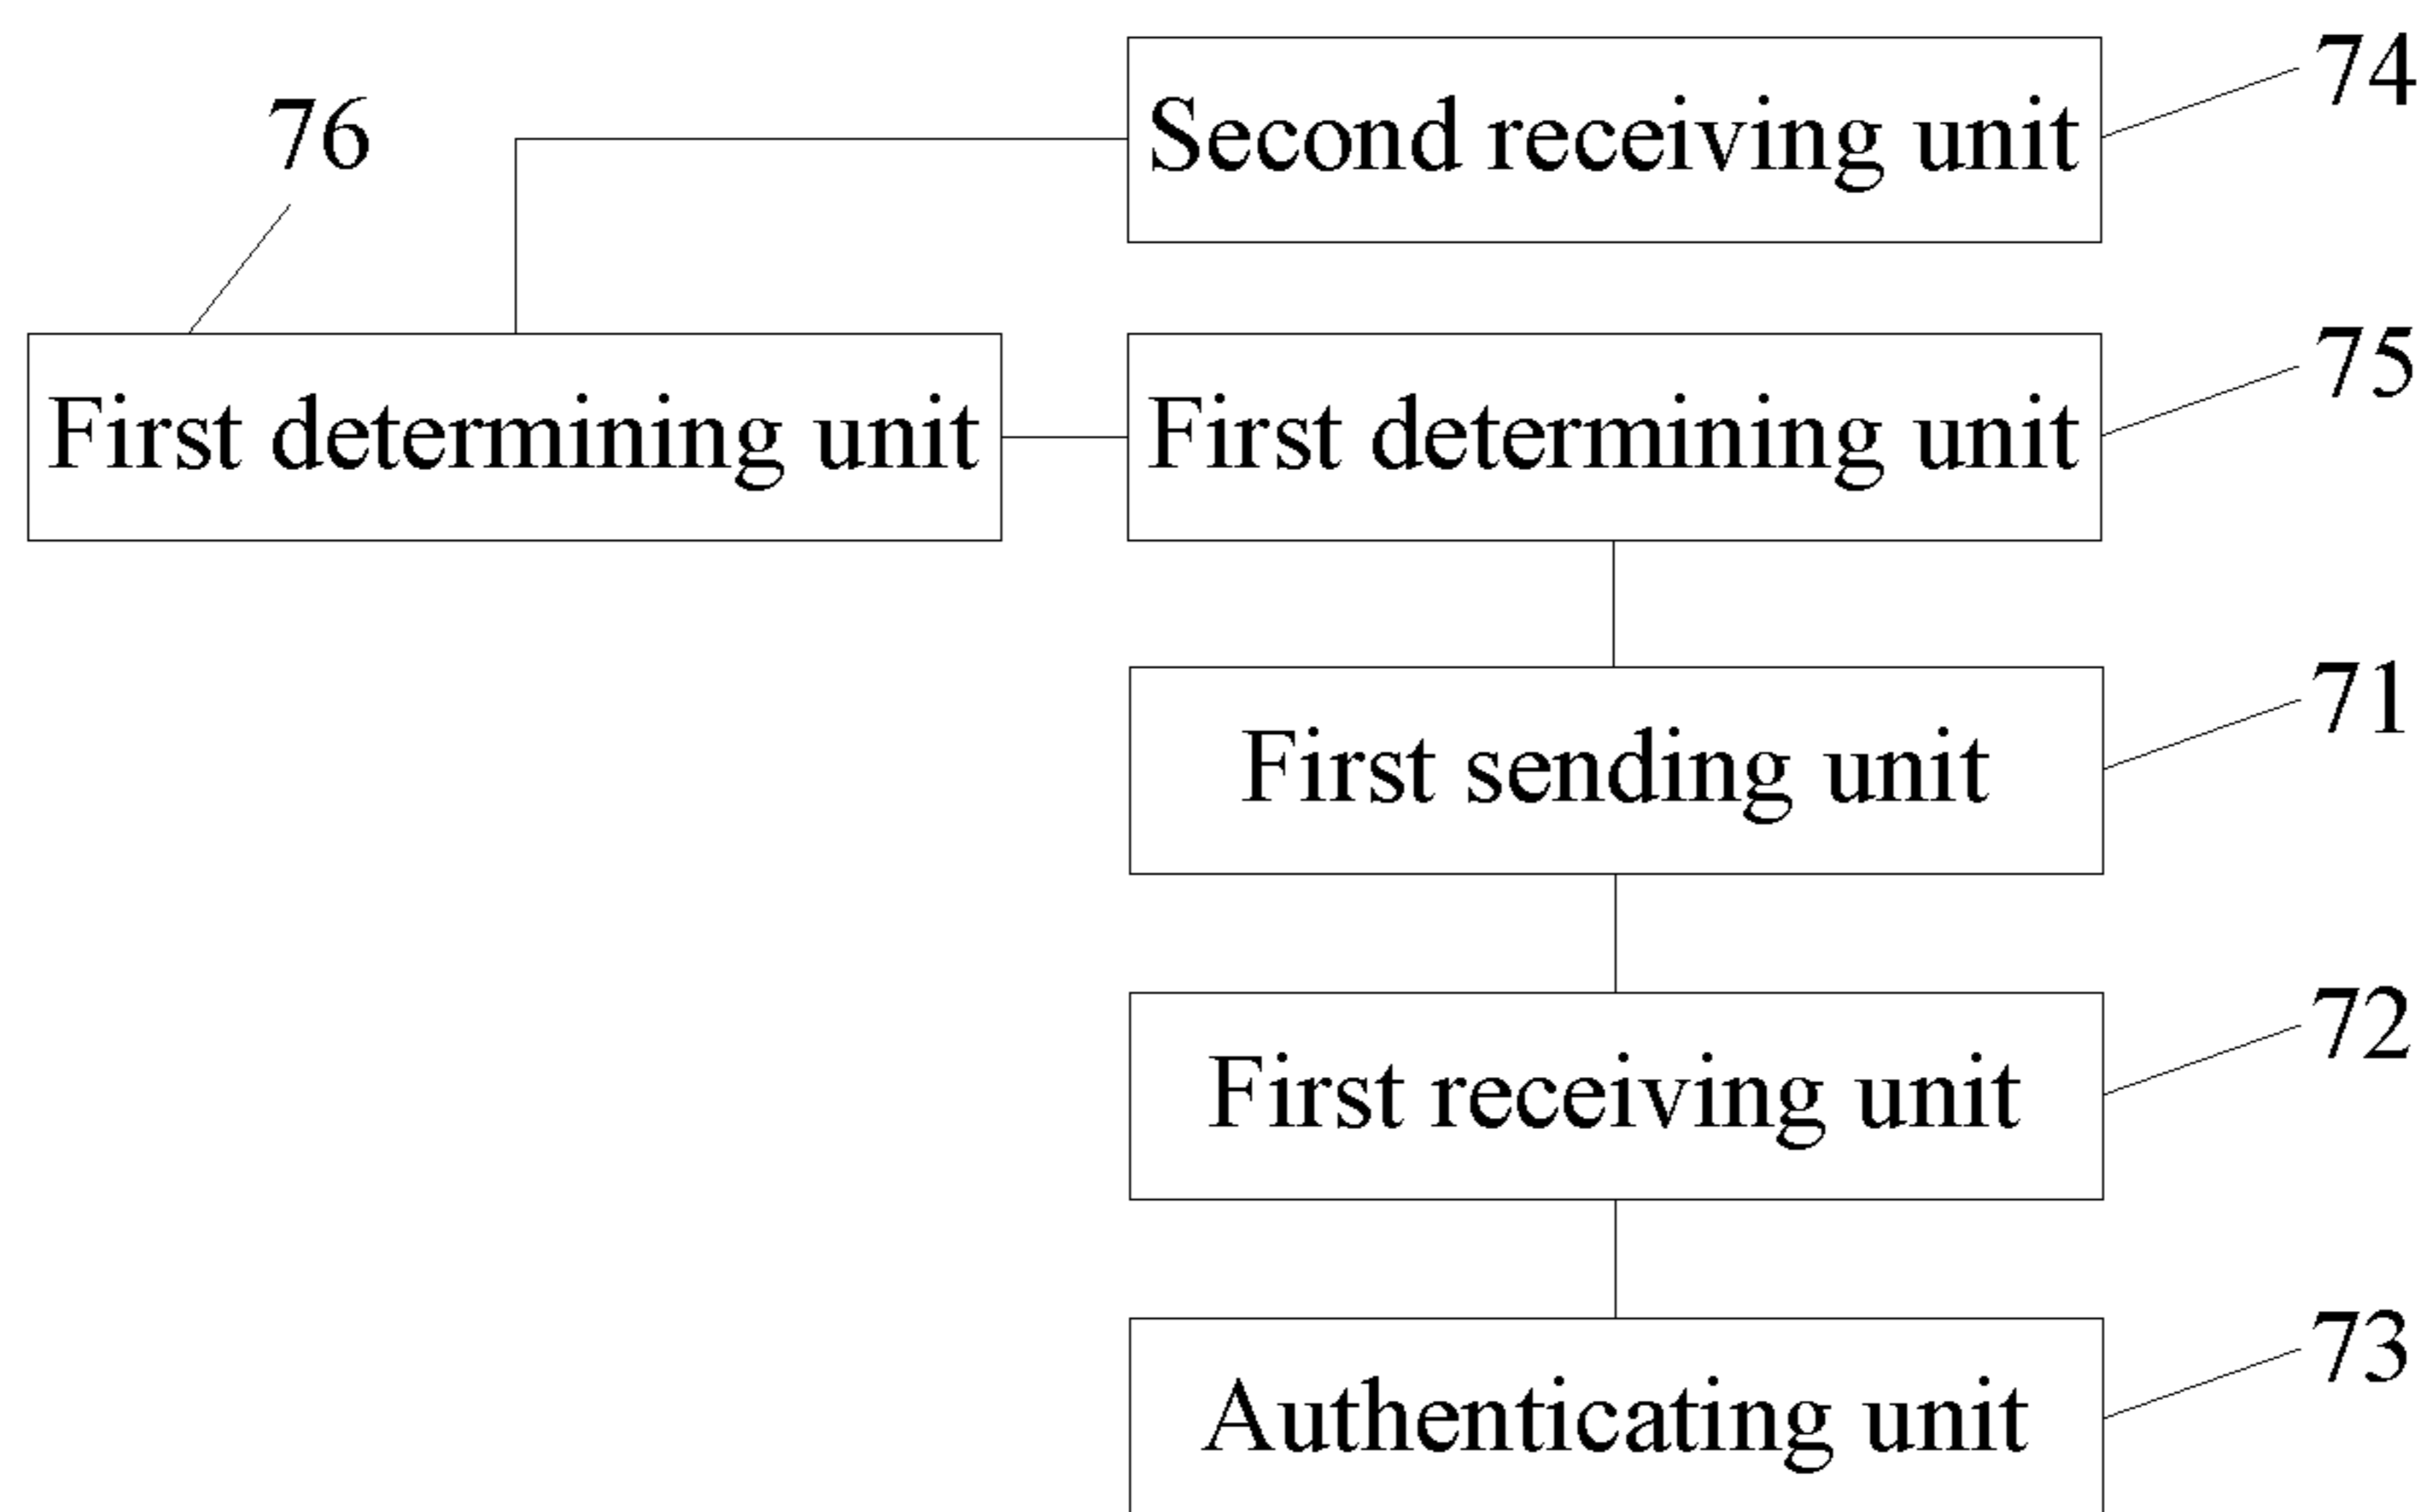 74
Second receiving unit
76
75
First determining unit
First determining unit
71
First sending unit
72
First receiving unit
73
Authenticating unit